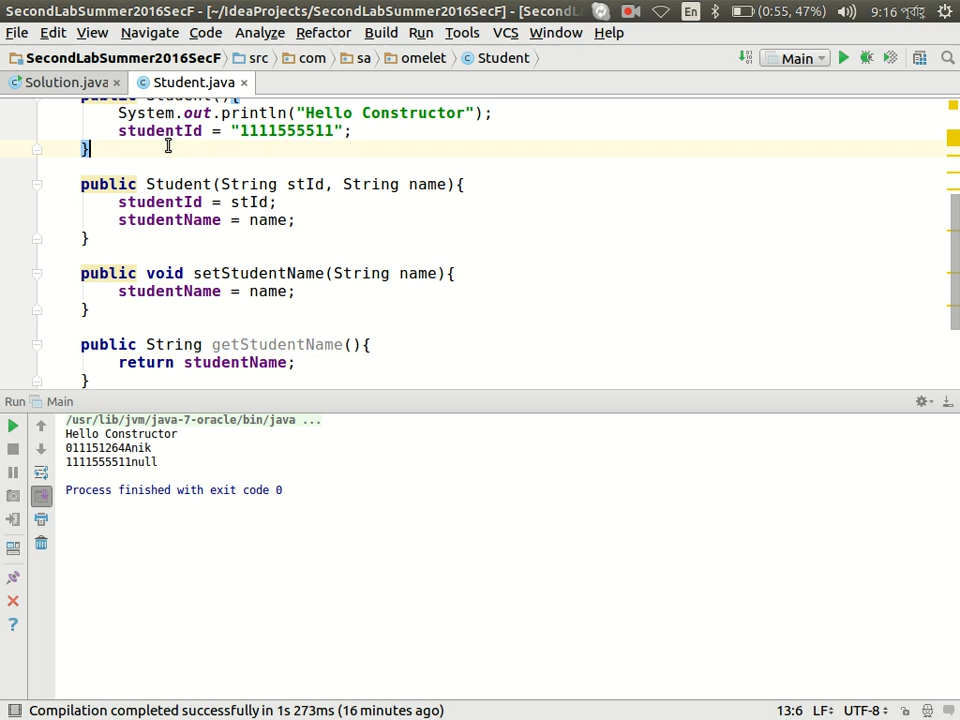 SecondLabSummer2016SecF - [~/IdeaProjects/SecondLabSummer2016SecF] - [SecondL
En (0:55, 47%) 9:16 পূর্বাহ্ণ
File Edit View Navigate Code Analyze Refactor Build Run Tools VCS Window Help
SecondLabSummer2016SecF src com sa omelet Student Main
Solution.java × Student.java ×
public Student(){
System.out.println("Hello Constructor");
studentId = "1111555511";
}
public Student(String stId, String name){
studentId = stId;
studentName = name;
}
public void setStudentName(String name){
studentName = name;
}
public String getStudentName(){
return studentName;
}
Run Main
/usr/lib/jvm/java-7-oracle/bin/java ...
Hello Constructor
011151264Anik
1111555511null
Process finished with exit code 0
Compilation completed successfully in 1s 273ms (16 minutes ago) 13:6 LF÷ UTF-8